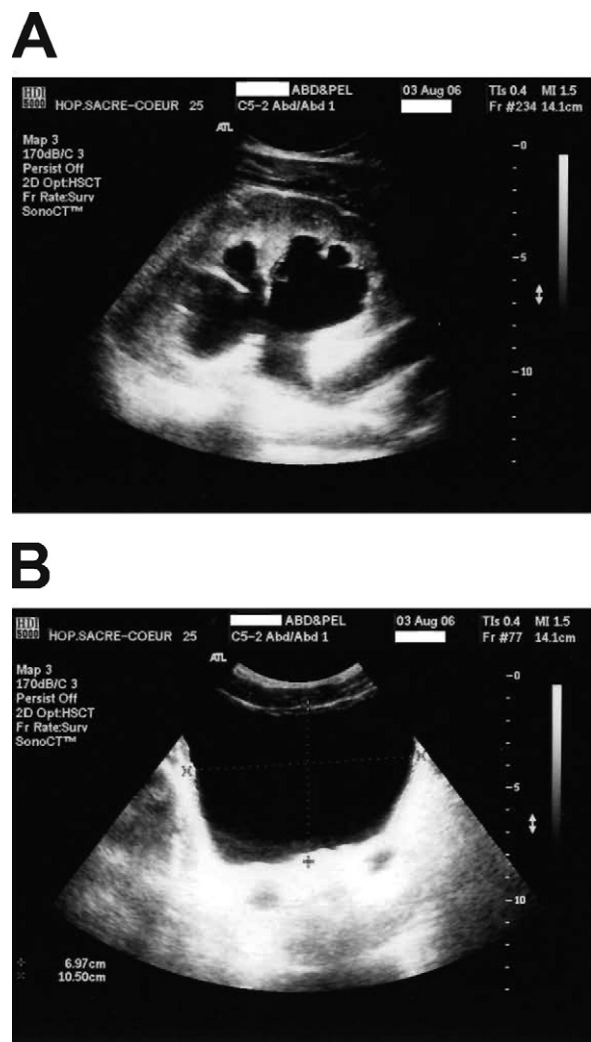 A
HDI 5000
HOP.SACRE-COEUR 25
ABD&PEL
C5-2 Abd/Abd 1
03 Aug 06
TIs 0.4 MI 1.5
Fr #234 14.1cm
ATL
Map 3
170dB/C 3
Persist Off
2D Opt:HSCT
Fr Rate:Surv
SonoCT™
0
5
10
B
HDI 5000
HOP.SACRE-COEUR 25
ABD&PEL
C5-2 Abd/Abd 1
03 Aug 06
TIs 0.4 MI 1.5
Fr #77 14.1cm
ATL
Map 3
170dB/C 3
Persist Off
2D Opt:HSCT
Fr Rate:Surv
SonoCT™
0
5
10
6.97cm
10.50cm